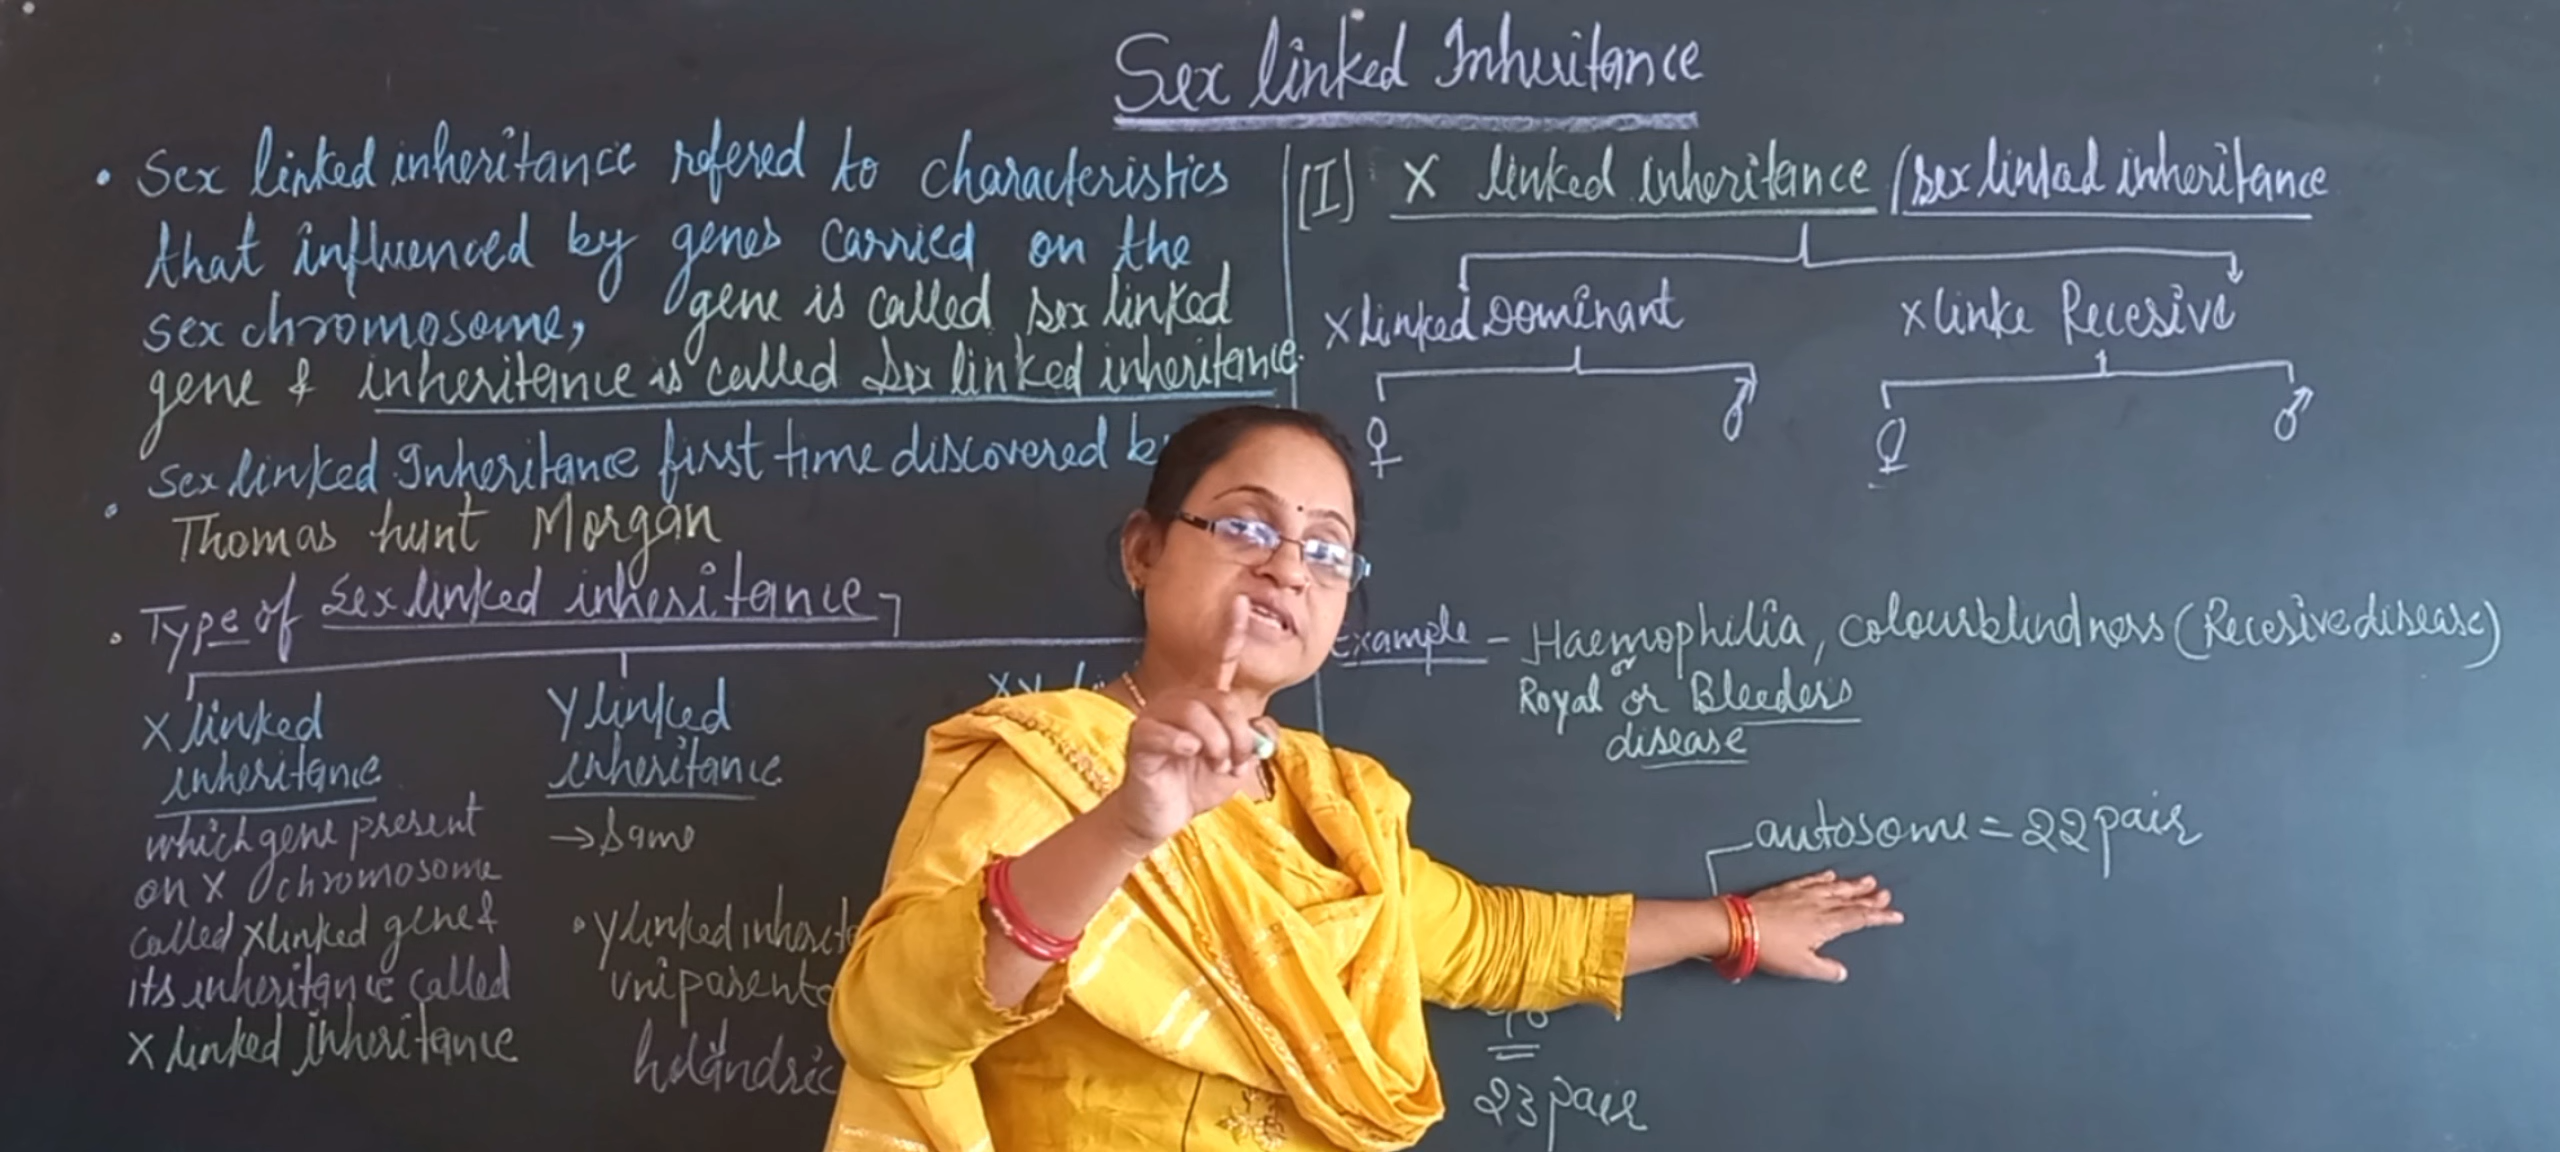 Sex linked Inheritance
• Sex linked inheritance refered to characteristics
that influenced by genes carried on the
sex chromosome, gene is called sex linked
gene & inheritance is called sex linked inheritance.
• Sex linked Inheritance first time discovered
Thomas hunt Morgan
• Type of sex linked inheritance
X linked
inheritance
which gene present
on X chromosome
called X linked gene &
its inheritance called
X linked inheritance
Y linked
inheritance
→ same
• Y linked
holandric
[I] X linked inheritance / sex linked inheritance
X linked Dominant
X linke Recesive
♀ ♂
♀ ♂
Example - Haemophilia, colourblindness (Recesive disease)
or
Royal or Bleeders
disease
autosome = 22 pair
23 pair